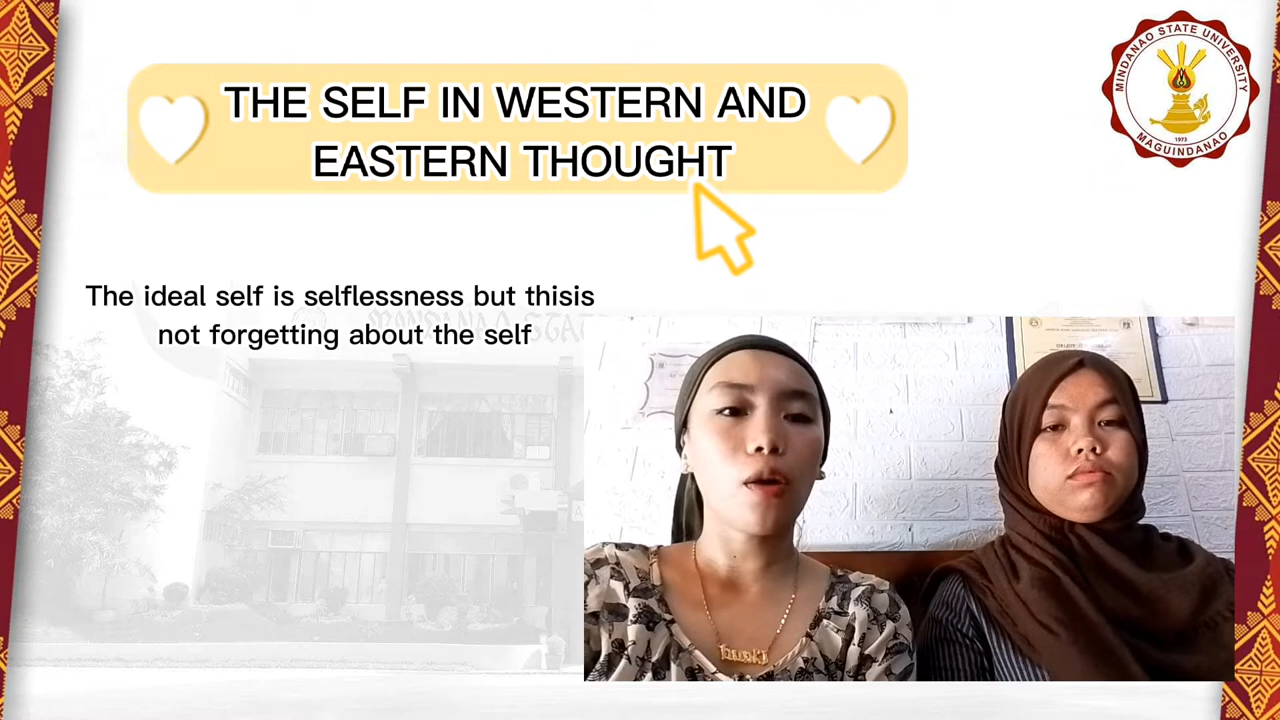 THE SELF IN WESTERN AND
EASTERN THOUGHT
MINDANAO STATE UNIVERSITY
1973
MAGUINDANAO
The ideal self is selflessness but thisis
not forgetting about the self